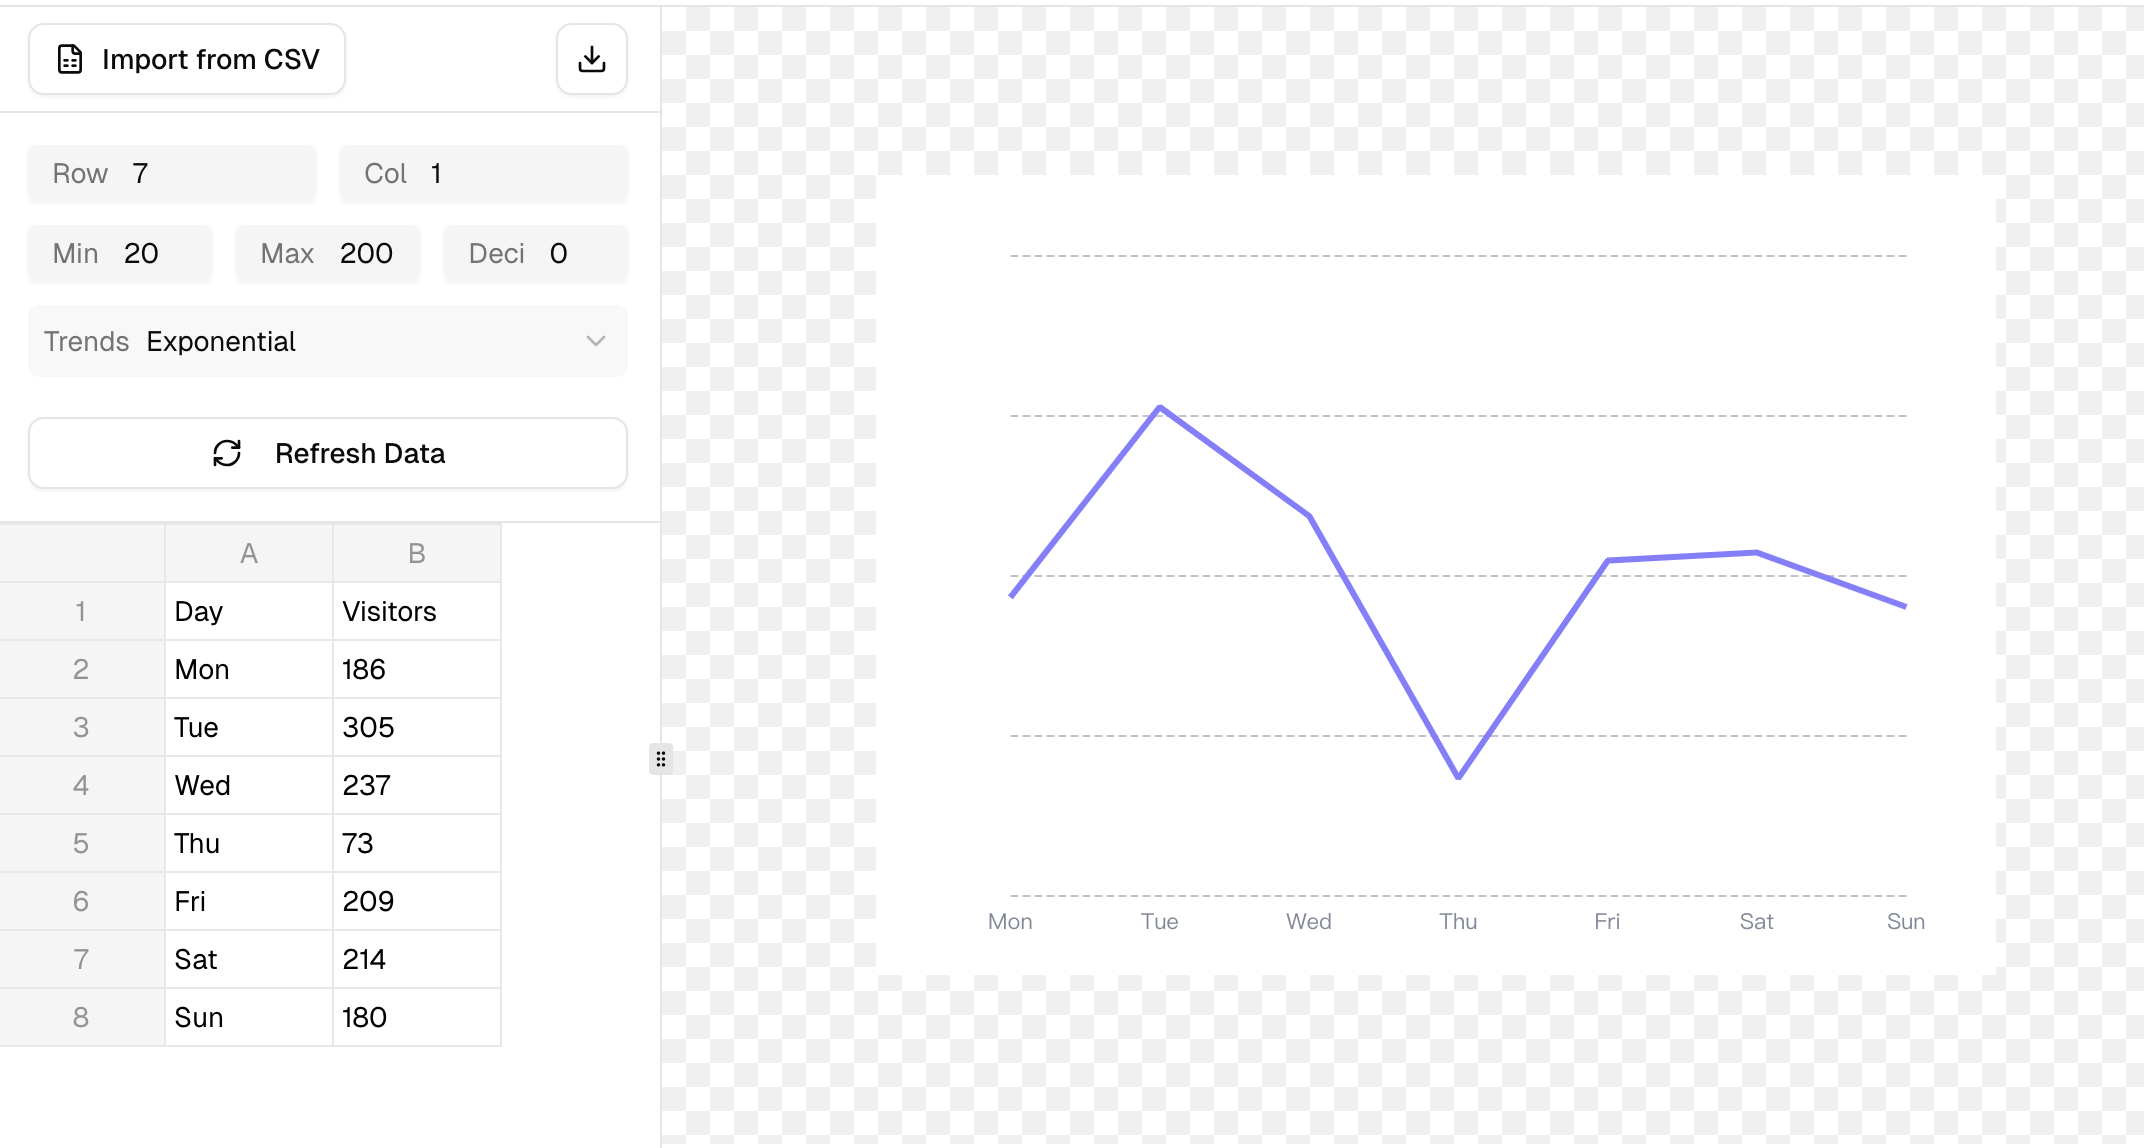 Import from CSV
Row 7 Col 1
Min 20 Max 200 Deci 0
Trends Exponential
Refresh Data
A B
1 Day Visitors
2 Mon 186
3 Tue 305
4 Wed 237
5 Thu 73
6 Fri 209
7 Sat 214
8 Sun 180
Mon Tue Wed Thu Fri Sat Sun